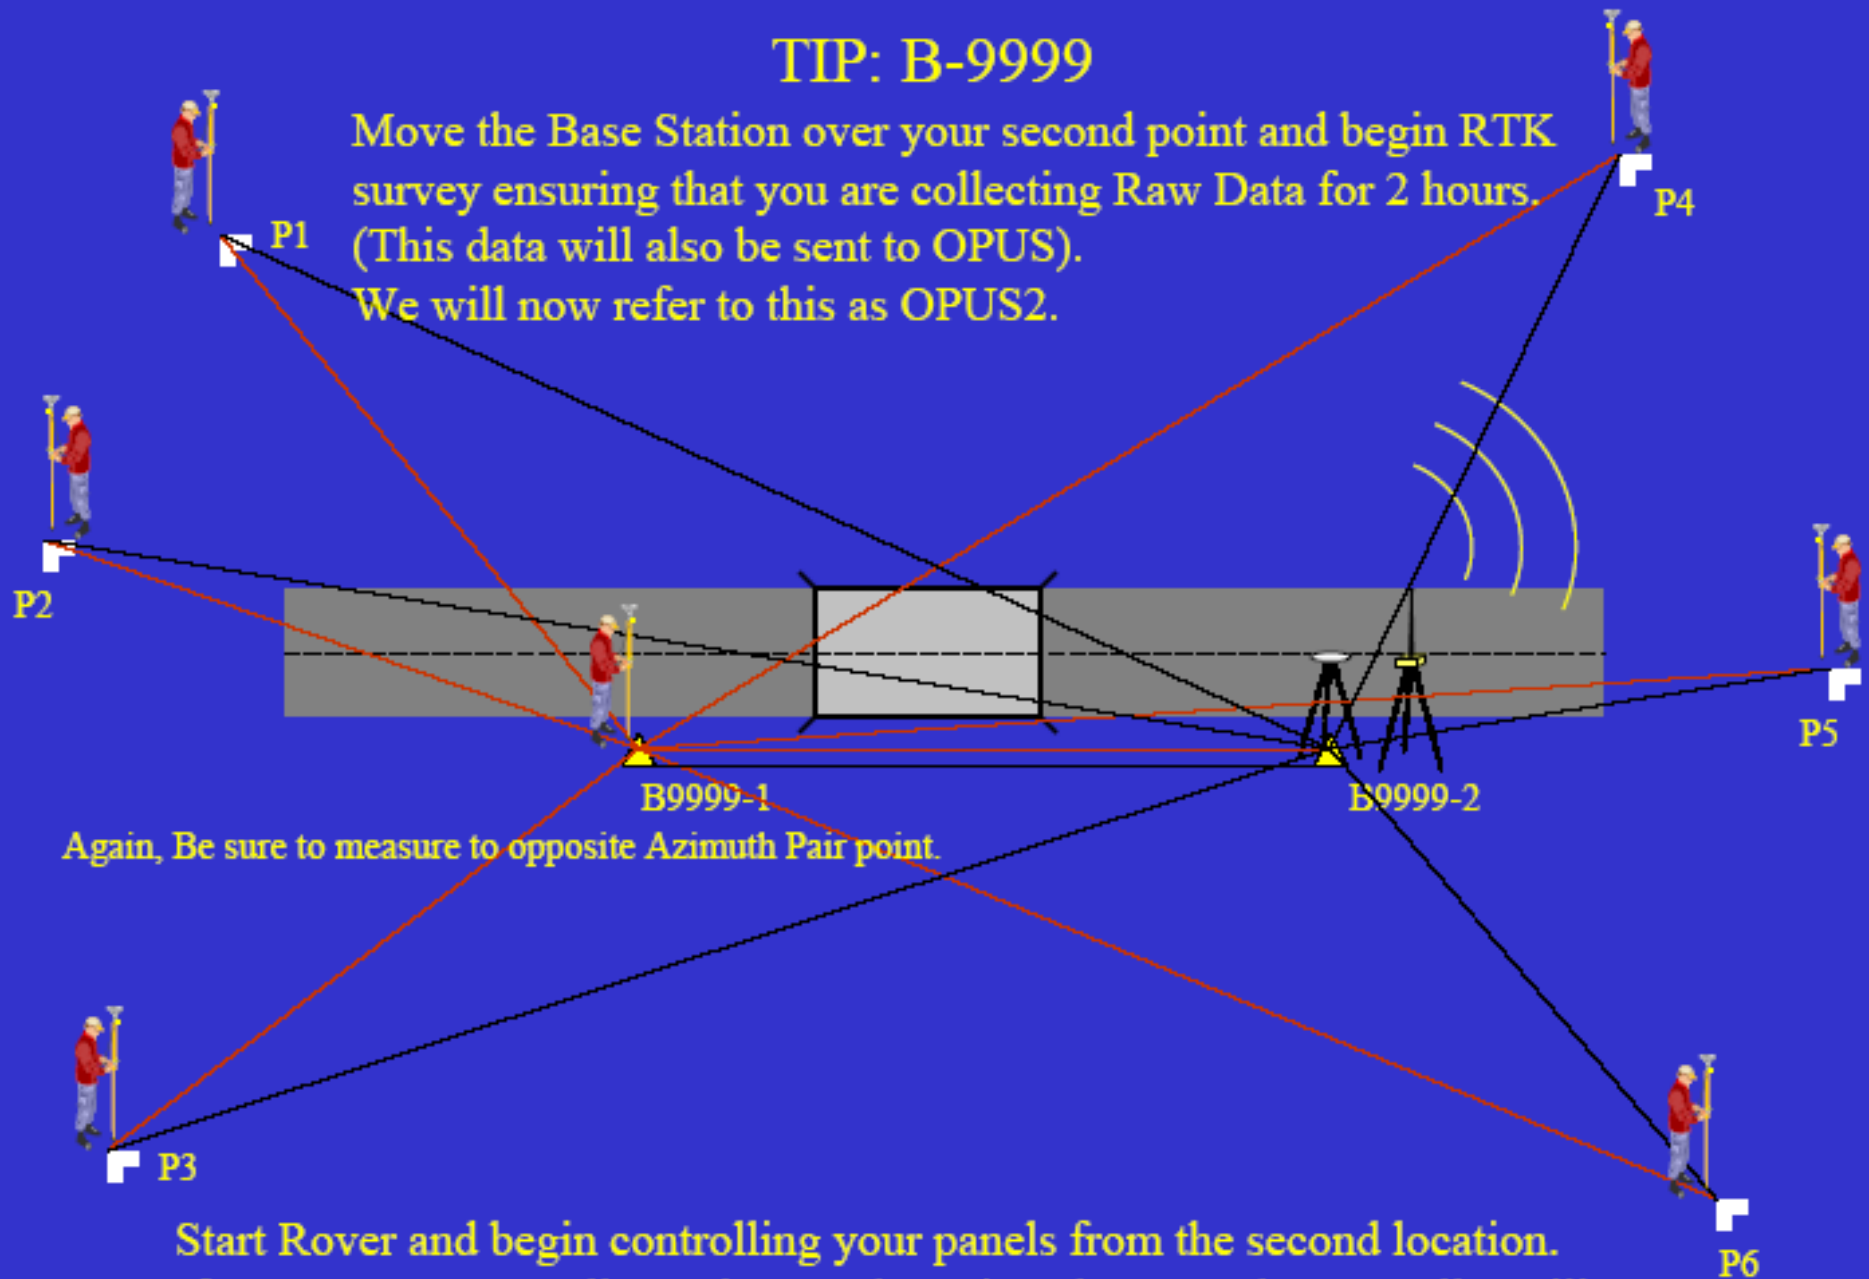 TIP: B-9999
Move the Base Station over your second point and begin RTK
survey ensuring that you are collecting Raw Data for 2 hours.
(This data will also be sent to OPUS).
We will now refer to this as OPUS2.
P1
P4
P2
P5
B9999-1
B9999-2
Again, Be sure to measure to opposite Azimuth Pair point.
P3
Start Rover and begin controlling your panels from the second location.
P6